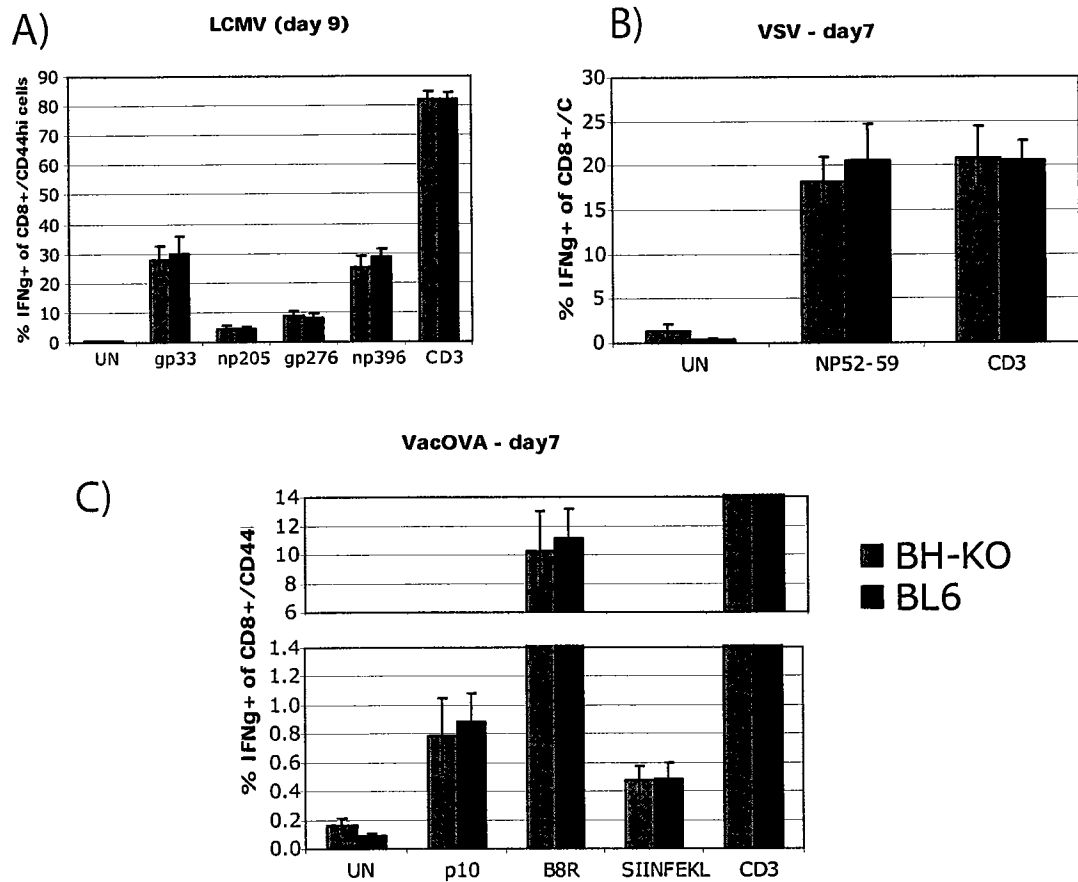 A)
LCMV (day 9)
% IFNg+ of CD8+/CD44hi cells
90
80
70
60
50
40
30
20
10
0
UN gp33 np205 gp276 np396 CD3
B)
VSV - day7
% IFNg+ of CD8+/C
30
25
20
15
10
5
0
UN NP52-59 CD3
VacOVA - day7
C)
% IFNg+ of CD8+/CD44
14
12
10
8
6
1.4
1.2
1.0
0.8
0.6
0.4
0.2
0.0
UN p10 B8R SIINFEKL CD3
BH-KO
BL6